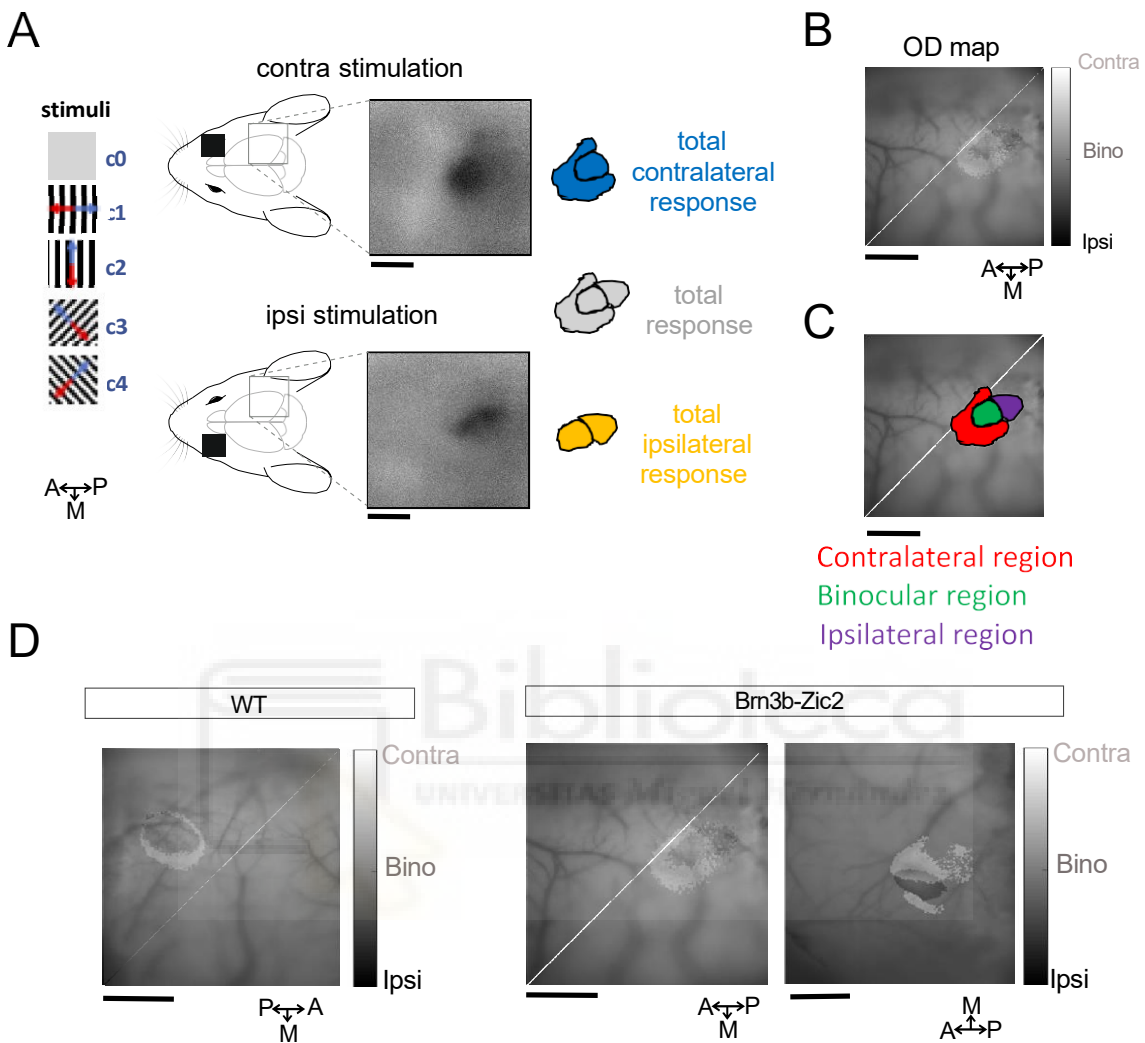 A
contra stimulation
stimuli
c0
c1
c2
c3
c4
A P
M
ipsi stimulation
total
contralateral
response
total
response
total
ipsilateral
response
B
OD map
Contra
Bino
Ipsi
A P
M
C
Contralateral region
Binocular region
Ipsilateral region
D
WT
Contra
Bino
Ipsi
P A
M
Brn3b-Zic2
A P
M
Contra
Bino
Ipsi
M
A P
Biblioteca
UNIVERSITAS Miguel Hernández